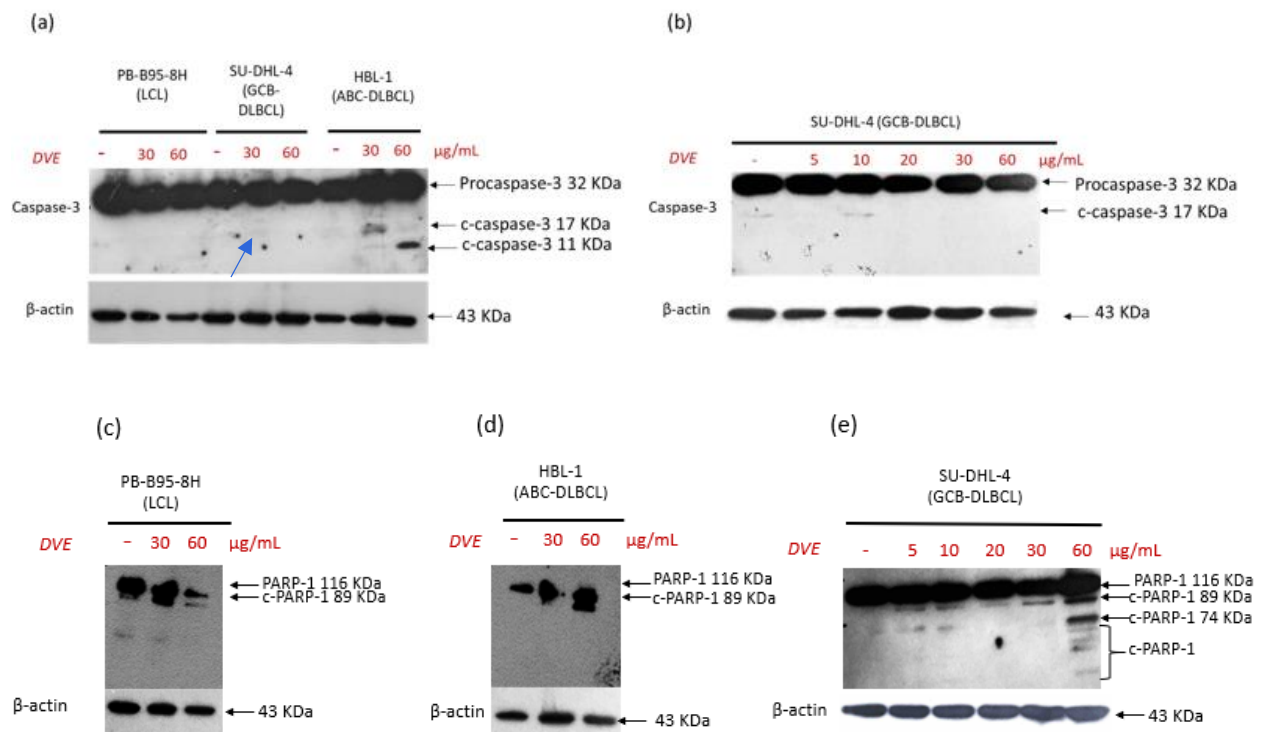 (a)
PB-B95-8H
(LCL)
SU-DHL-4
(GCB-
DLBCL)
HBL-1
(ABC-DLBCL)
DVE - 30 60 - 30 60 - 30 60 µg/mL
Caspase-3
Procaspase-3 32 KDa
c-caspase-3 17 KDa
c-caspase-3 11 KDa
β-actin
43 KDa
(b)
SU-DHL-4 (GCB-DLBCL)
DVE - 5 10 20 30 60 µg/mL
Caspase-3
Procaspase-3 32 KDa
c-caspase-3 17 KDa
β-actin
43 KDa
(c)
PB-B95-8H
(LCL)
DVE - 30 60 µg/mL
PARP-1 116 KDa
c-PARP-1 89 KDa
β-actin
43 KDa
(d)
HBL-1
(ABC-DLBCL)
DVE - 30 60 µg/mL
PARP-1 116 KDa
c-PARP-1 89 KDa
β-actin
43 KDa
(e)
SU-DHL-4
(GCB-DLBCL)
DVE - 5 10 20 30 60 µg/mL
PARP-1 116 KDa
c-PARP-1 89 KDa
c-PARP-1 74 KDa
c-PARP-1
β-actin
43 KDa